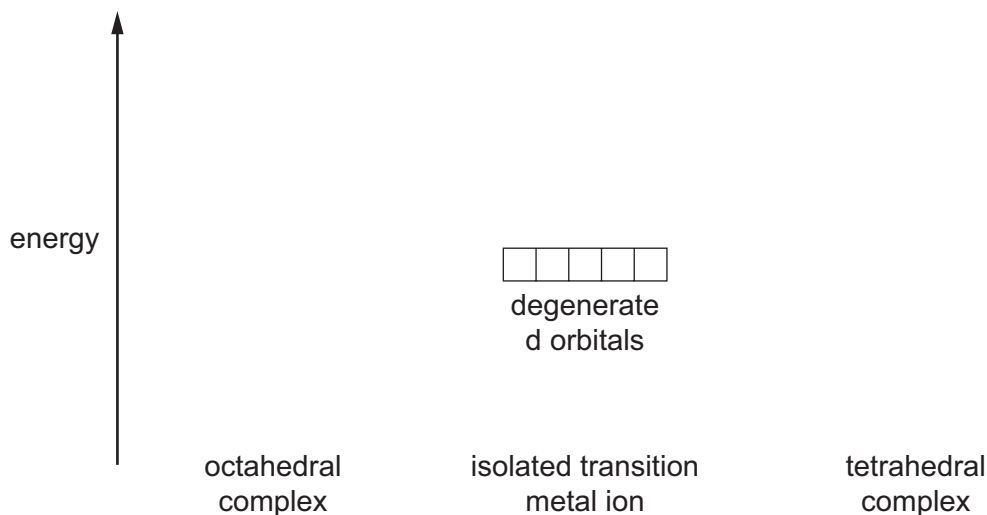 energy
degenerate
d orbitals
octahedral
complex
isolated transition
metal ion
tetrahedral
complex